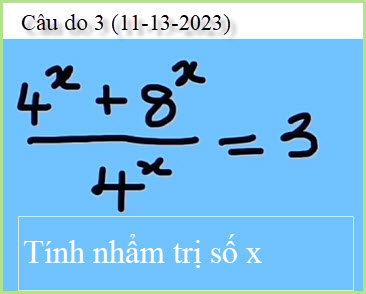 Câu do 3 (11-13-2023)
4^x + 8^x
4^x
= 3
Tính nhẩm trị số x